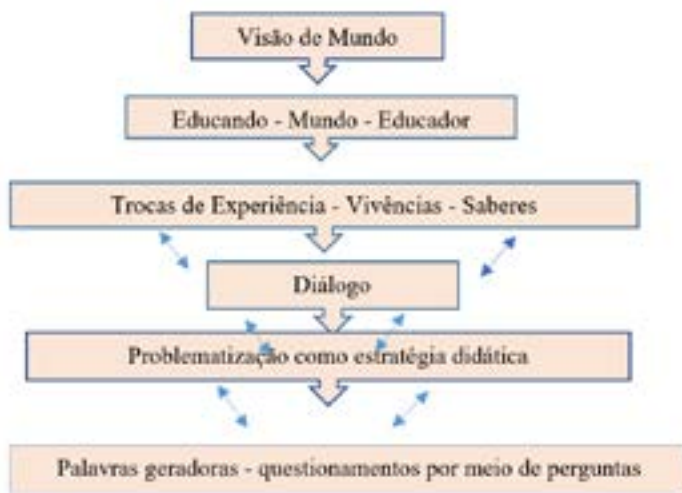 Visão de Mundo
Educando - Mundo - Educador
Trocas de Experiência - Vivências - Saberes
Diálogo
Problematização como estratégia didática
Palavras geradoras - questionamentos por meio de perguntas